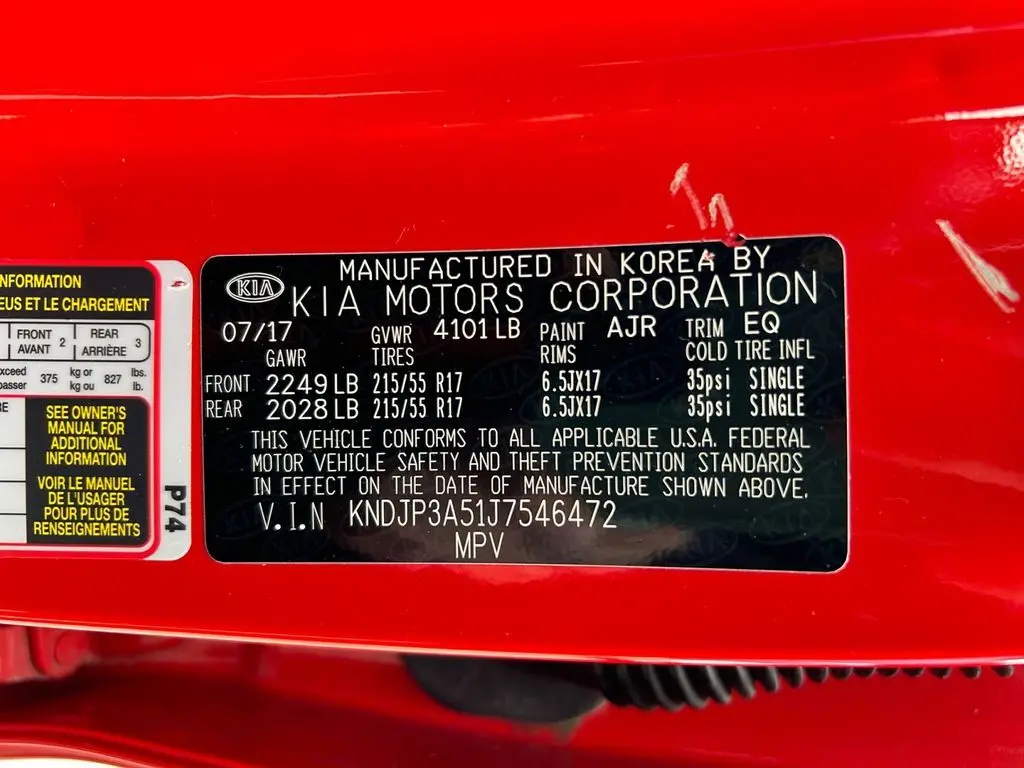 NFORMATION
EUS ET LE CHARGEMENT
FRONT
AVANT 2
REAR
ARRIÈRE 3
xceed
passer 375 kg or
kg ou 827 lbs.
lb.
RE
SEE OWNER'S
MANUAL FOR
ADDITIONAL
INFORMATION
VOIR LE MANUEL
DE L'USAGER
POUR PLUS DE
RENSEIGNEMENTS
P74
KIA
MANUFACTURED IN KOREA BY
KIA MOTORS CORPORATION
07/17 GVWR 4101 LB PAINT AJR TRIM EQ
GAWR TIRES RIMS COLD TIRE INFL
FRONT 2249 LB 215/55 R17 6.5JX17 35psi SINGLE
REAR 2028 LB 215/55 R17 6.5JX17 35psi SINGLE
THIS VEHICLE CONFORMS TO ALL APPLICABLE U.S.A. FEDERAL
MOTOR VEHICLE SAFETY AND THEFT PREVENTION STANDARDS
IN EFFECT ON THE DATE OF MANUFACTURE SHOWN ABOVE.
V.I.N KNDJP3A51J7546472
MPV